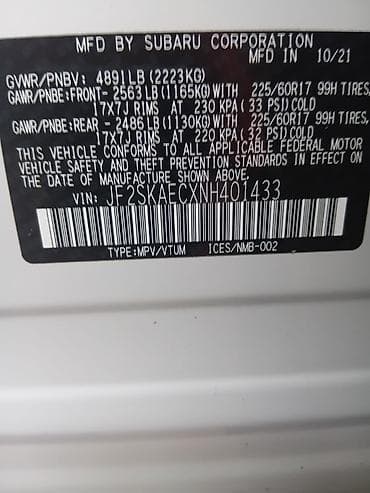 MFD BY SUBARU CORPORATION
MFD IN 10/21
GVWR/PNBV: 4891LB(2223KG)
GAWR/PNBE:FRONT- 2563LB(1165KG)WITH 225/60R17 99H TIRES,
17X7J RIMS AT 230 KPA(33 PSI)COLD
GAWR/PNBE:REAR - 2486LB(1130KG)WITH 225/60R17 99H TIRES,
17X7J RIMS AT 220 KPA(32 PSI)COLD
THIS VEHICLE CONFORMS TO ALL APPLICABLE FEDERAL MOTOR
VEHICLE SAFETY AND THEFT PREVENTION STANDARDS IN EFFECT ON
THE DATE OF MANUFACTURE SHOWN ABOVE.
VIN: JF2SKAECXNH401433
TYPE:MPV/VTUM ICES/NMB-002